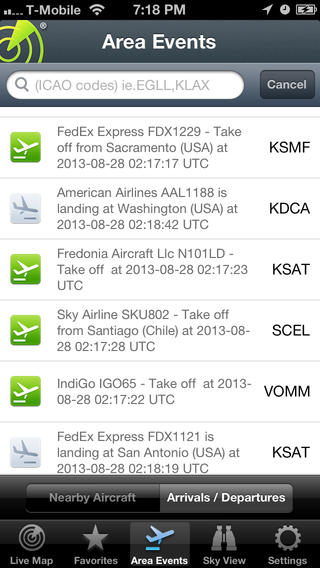 T-Mobile 7:18 PM
®
Area Events
(ICAO codes) ie.EGLL,KLAX
Cancel
FedEx Express FDX1229 - Take
off from Sacramento (USA) at
2013-08-28 02:17:17 UTC
KSMF
American Airlines AAL1188 is
landing at Washington (USA) at
2013-08-28 02:18:42 UTC
KDCA
Fredonia Aircraft Llc N101LD -
Take off at 2013-08-28 02:17:23
UTC
KSAT
Sky Airline SKU802 - Take off
from Santiago (Chile) at 2013-08-
28 02:17:28 UTC
SCEL
IndiGo IGO65 - Take off at 2013-
08-28 02:17:22 UTC
VOMM
FedEx Express FDX1121 is
landing at San Antonio (USA) at
2013-08-28 02:18:19 UTC
KSAT
Nearby Aircraft
Arrivals / Departures
Live Map
Favorites
Area Events
Sky View
Settings